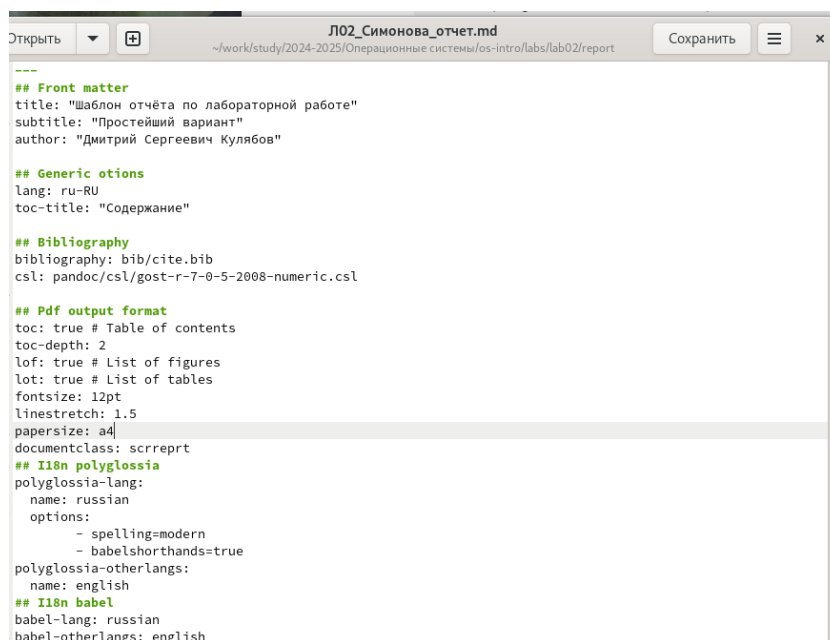 Открыть
Л02_Симонова_отчет.md
~/work/study/2024-2025/Операционные системы/os-intro/labs/lab02/report
Сохранить
---
## Front matter
title: "Шаблон отчёта по лабораторной работе"
subtitle: "Простейший вариант"
author: "Дмитрий Сергеевич Кулябов"
## Generic otions
lang: ru-RU
toc-title: "Содержание"
## Bibliography
bibliography: bib/cite.bib
csl: pandoc/csl/gost-r-7-0-5-2008-numeric.csl
## Pdf output format
toc: true # Table of contents
toc-depth: 2
lof: true # List of figures
lot: true # List of tables
fontsize: 12pt
linestretch: 1.5
papersize: a4
documentclass: scrreprt
## I18n polyglossia
polyglossia-lang:
  name: russian
  options:
        - spelling=modern
        - babelshorthands=true
polyglossia-otherlangs:
  name: english
## I18n babel
babel-lang: russian
babel-otherlangs: english